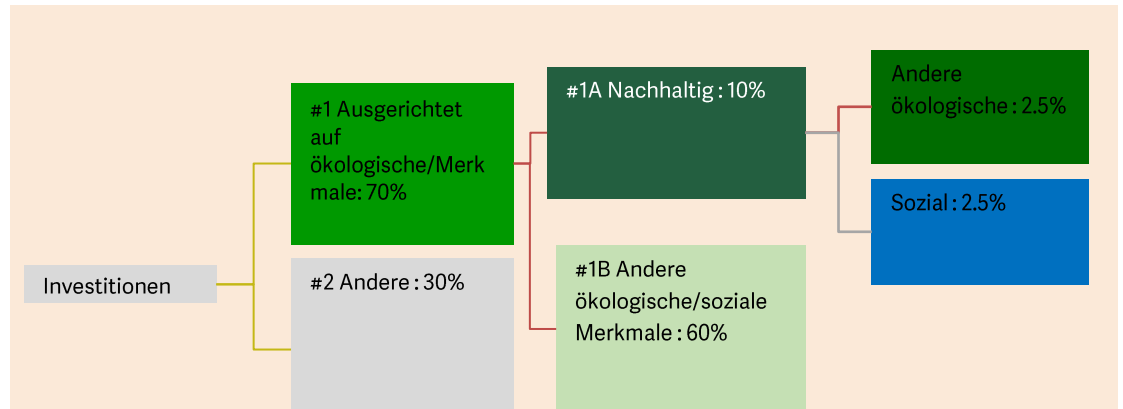 Investitionen
#1 Ausgerichtet
auf
ökologische/Merk
male: 70%
#2 Andere : 30%
#1A Nachhaltig : 10%
#1B Andere
ökologische/soziale
Merkmale : 60%
Andere
ökologische : 2.5%
Sozial : 2.5%